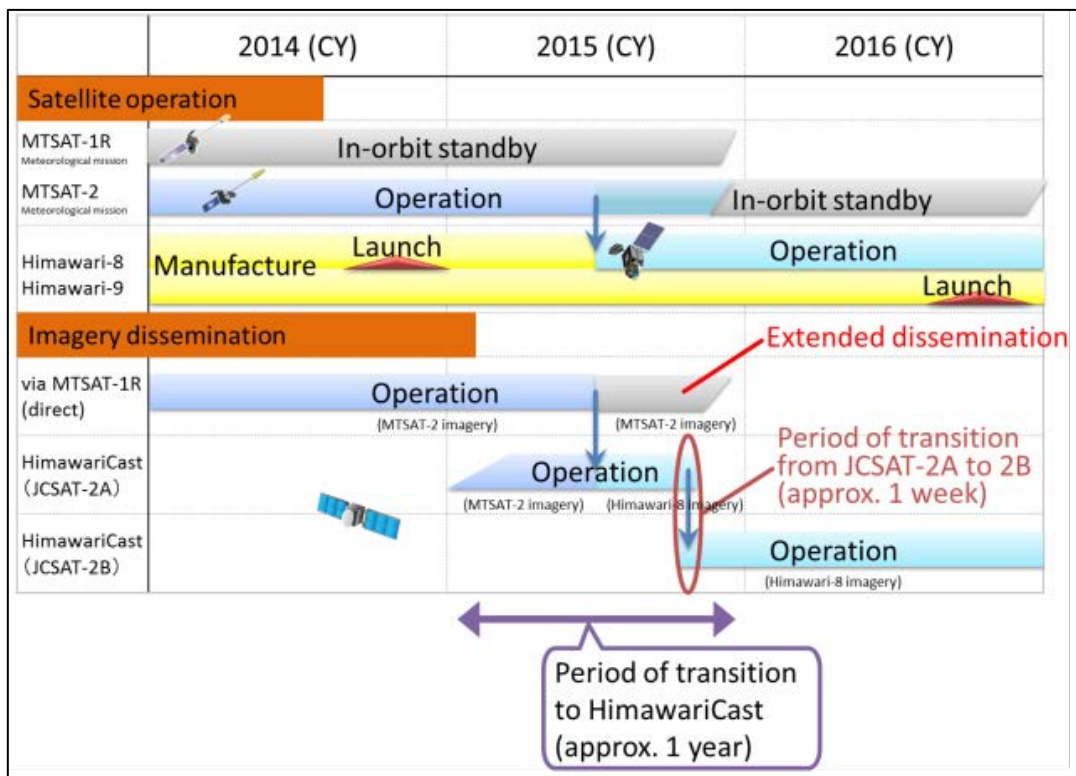 2014 (CY) 2015 (CY) 2016 (CY)
Satellite operation
MTSAT-1R
Meteorological mission
In-orbit standby
MTSAT-2
Meteorological mission
Operation
In-orbit standby
Himawari-8
Himawari-9
Manufacture
Launch
Operation
Launch
Imagery dissemination
Extended dissemination
via MTSAT-1R
(direct)
Operation
(MTSAT-2 imagery)
(MTSAT-2 imagery)
HimawariCast
(JCSAT-2A)
Operation
(MTSAT-2 imagery)
(Himawari-8 imagery)
Period of transition
from JCSAT-2A to 2B
(approx. 1 week)
HimawariCast
(JCSAT-2B)
Operation
(Himawari-8 imagery)
Period of transition
to HimawariCast
(approx. 1 year)